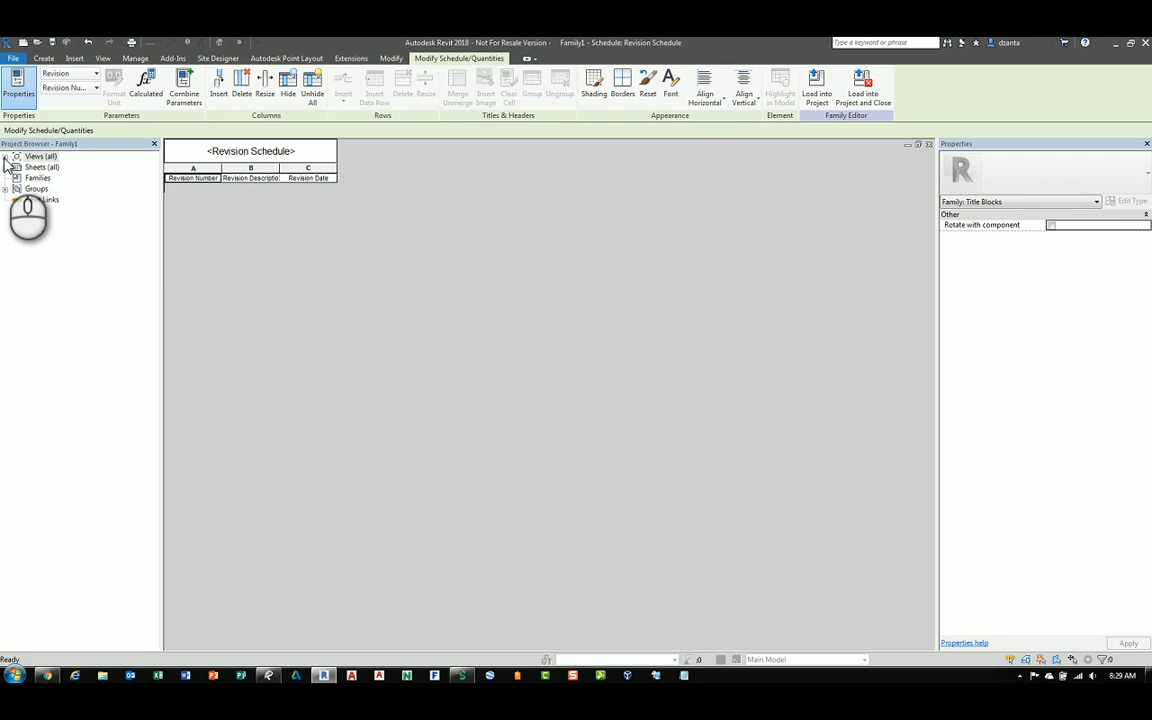 Autodesk Revit 2018 - Not For Resale Version - Family1 - Schedule: Revision Schedule
Type a keyword or phrase
dzanta
File Create Insert View Manage Add-Ins Site Designer Autodesk Point Layout Extensions Modify Modify Schedule/Quantities
Properties
Revision
Revision Nu...
Format Unit
Calculated
Combine Parameters
Insert
Delete
Resize
Hide
Unhide All
Insert
Insert Data Row
Delete
Resize
Merge Unmerge
Insert Image
Clear Cell
Group
Ungroup
Shading
Borders
Reset
Font
Align Horizontal
Align Vertical
Highlight in Model
Load into Project
Load into Project and Close
Properties Parameters Columns Rows Titles & Headers Appearance Element Family Editor
Modify Schedule/Quantities
Project Browser - Family1
Views (all)
Sheets (all)
Families
Groups
Links
<Revision Schedule>
A B C
Revision Number Revision Descriptio Revision Date
Properties
R
Family: Title Blocks
Edit Type
Other
Rotate with component
Properties help
Apply
Ready
:0
Main Model
:0
8:29 AM